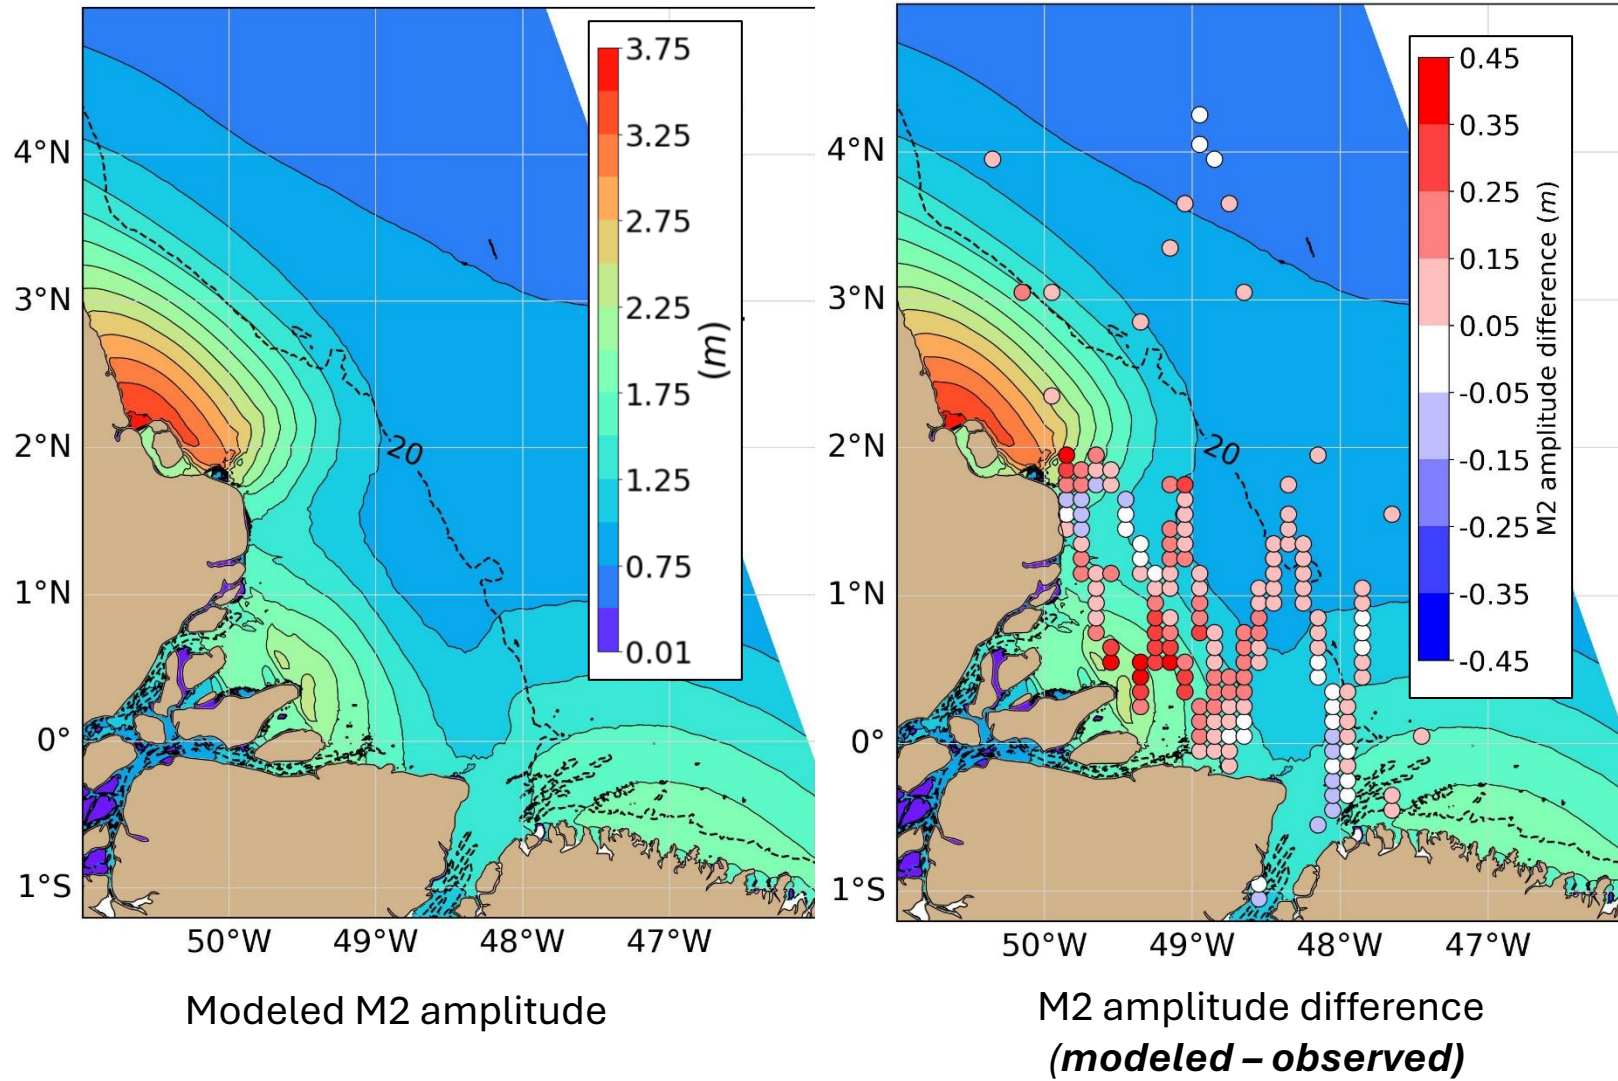 4°N
3°N
2°N
1°N
0°
1°S
50°W 49°W 48°W 47°W
20
3.75
3.25
2.75
2.25
1.75
1.25
0.75
0.01
(m)
Modeled M2 amplitude
4°N
3°N
2°N
1°N
0°
1°S
50°W 49°W 48°W 47°W
20
0.45
0.35
0.25
0.15
0.05
-0.05
-0.15
-0.25
-0.35
-0.45
M2 amplitude difference (m)
M2 amplitude difference
(modeled – observed)